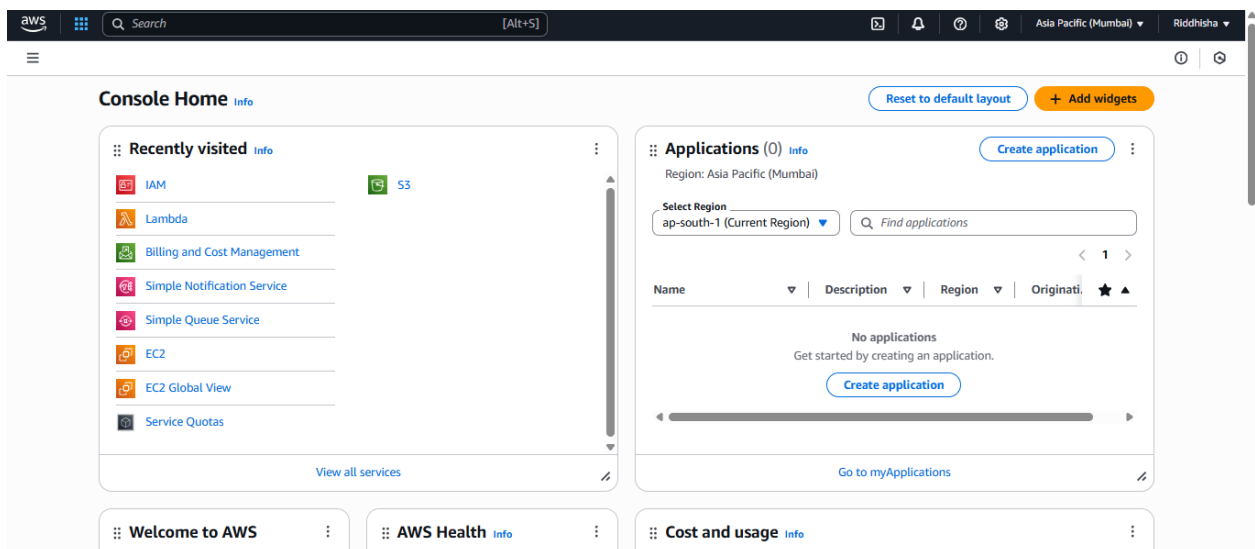 aws Search [Alt+S] Asia Pacific (Mumbai) Riddhisha
Console Home Info Reset to default layout + Add widgets
Recently visited Info
IAM
S3
Lambda
Billing and Cost Management
Simple Notification Service
Simple Queue Service
EC2
EC2 Global View
Service Quotas
View all services
Applications (0) Info Create application
Region: Asia Pacific (Mumbai)
Select Region
ap-south-1 (Current Region) Find applications
1
Name Description Region Originati.
No applications
Get started by creating an application.
Create application
Go to myApplications
Welcome to AWS
AWS Health Info
Cost and usage Info